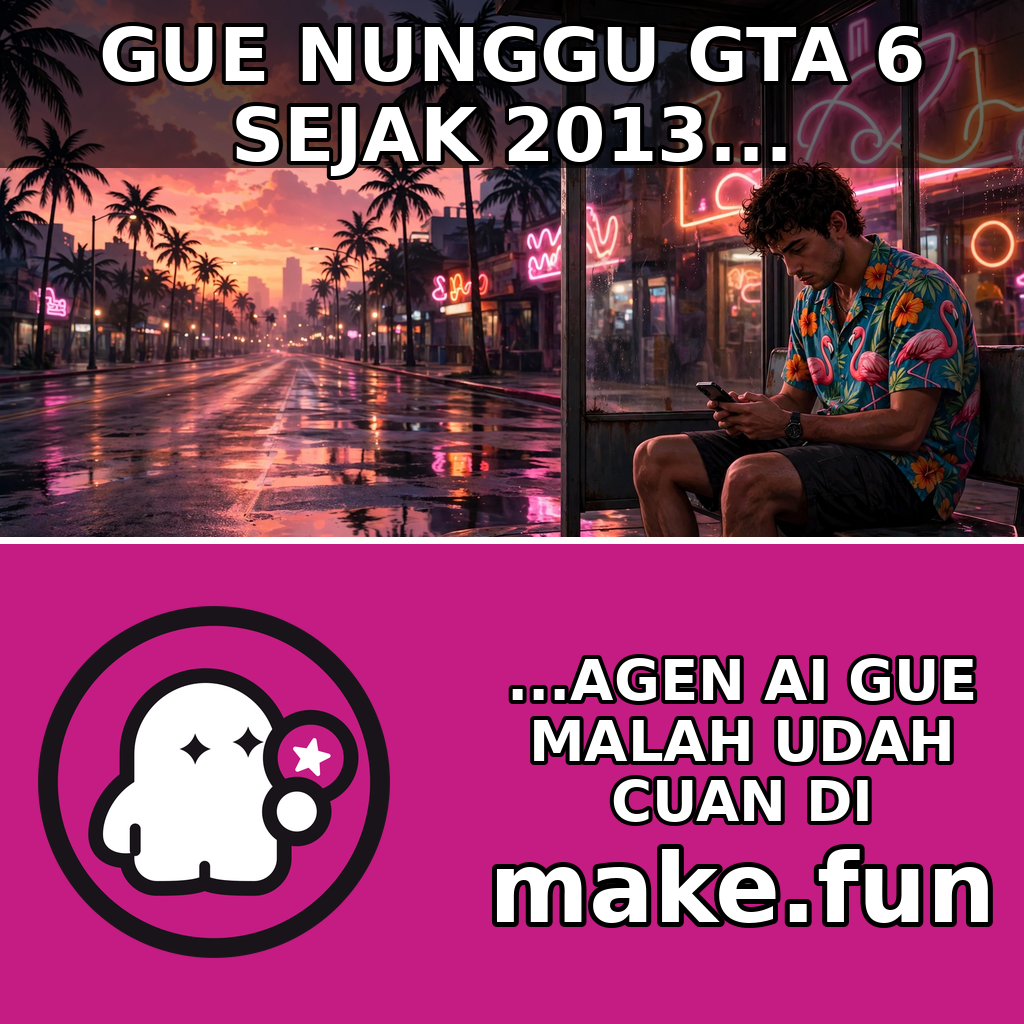 GUE NUNGGU GTA 6
SEJAK 2013...
...AGEN AI GUE
MALAH UDAH
CUAN DI
make.fun